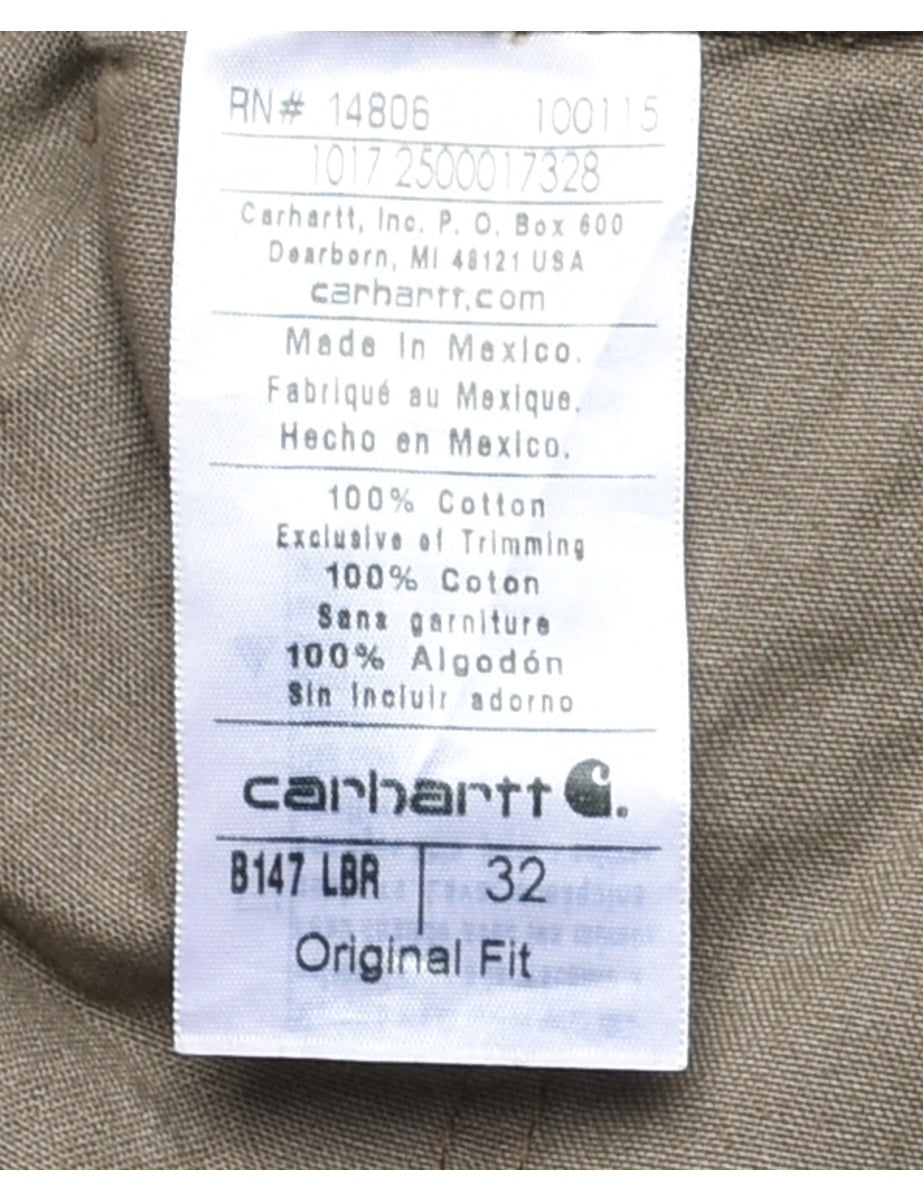 RN# 14806 100115
1017 2500017328
Carhartt, Inc. P. O. Box 600
Dearborn, MI 48121 USA
carhartt.com
Made in Mexico.
Fabriqué au Mexique.
Hecho en Mexico.
100% Cotton
Exclusive of Trimming
100% Coton
Sans garniture
100% Algodón
Sin incluir adorno
carhartt
B147 LBR 32
Original Fit